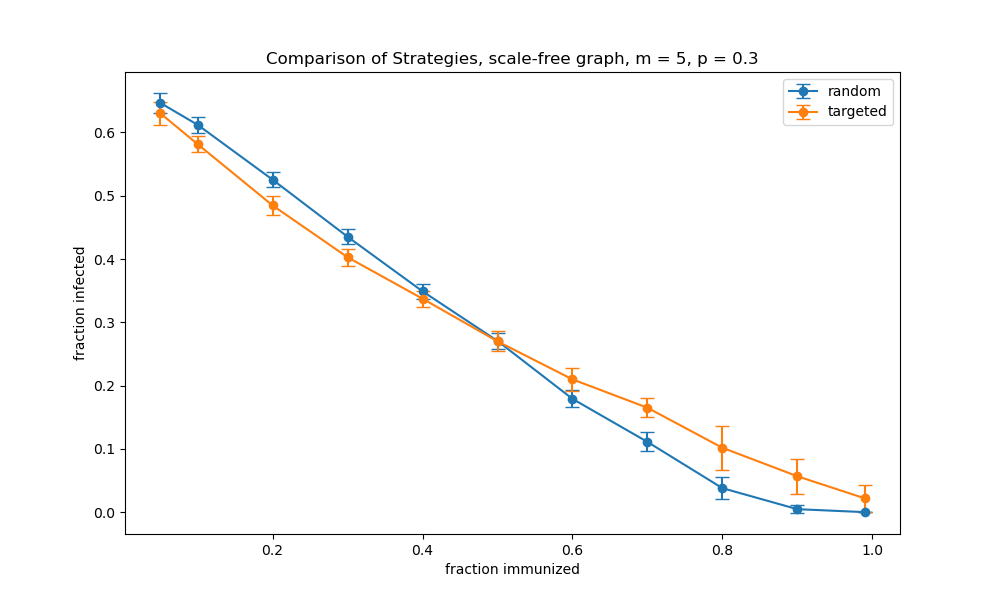 Comparison of Strategies, scale-free graph, m = 5, p = 0.3
random
targeted
fraction infected
0.6
0.5
0.4
0.3
0.2
0.1
0.0
0.2 0.4 0.6 0.8 1.0
fraction immunized